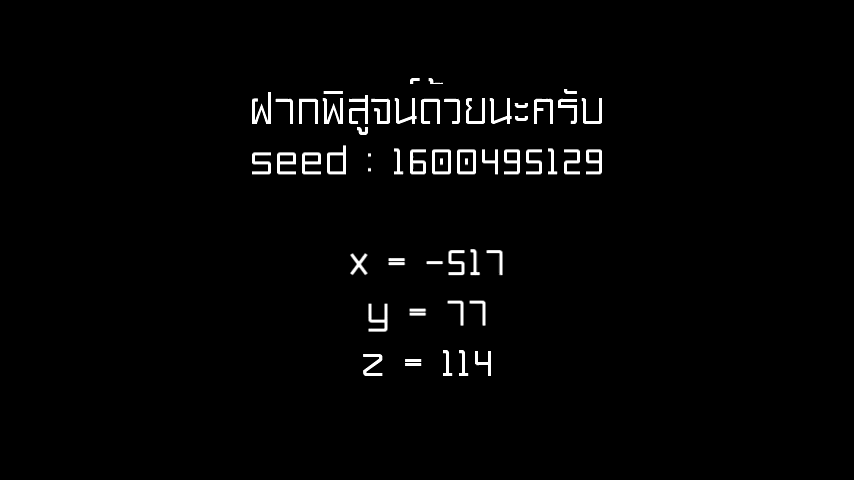 ฝากพิสูจน์ด้วยนะครับ
seed : 1600495129
x = -517
y = 77
z = 114